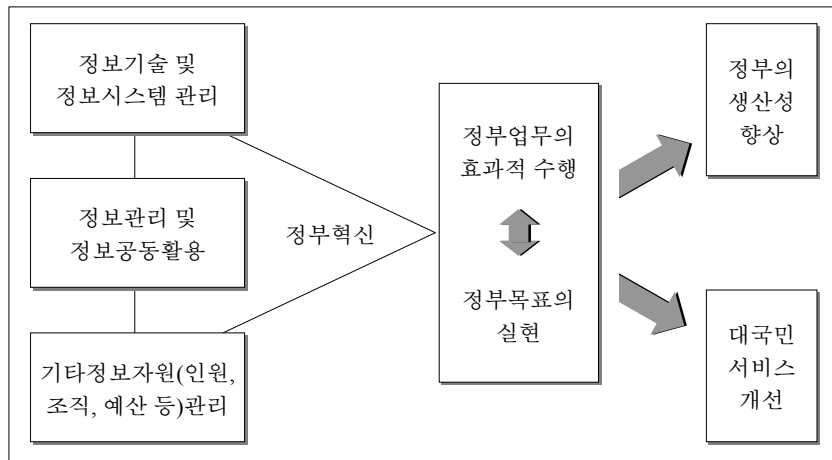 정보기술 및
정보시스템 관리
정보관리 및
정보공동활용
기타정보자원(인원,
조직, 예산 등)관리
정부혁신
정부업무의
효과적 수행
정부목표의
실현
정부의
생산성
향상
대국민
서비스
개선